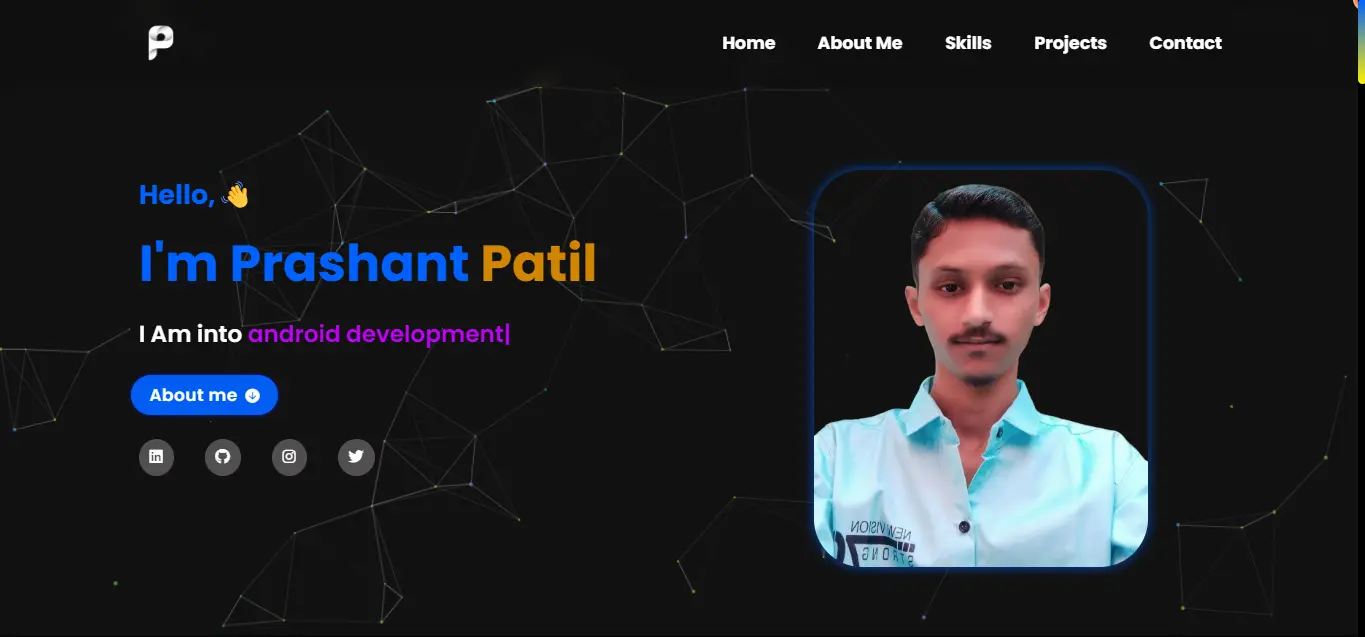 P
Home About Me Skills Projects Contact
Hello, 👋
I'm Prashant Patil
I Am into android development|
About me
NEW VISION
STRONG